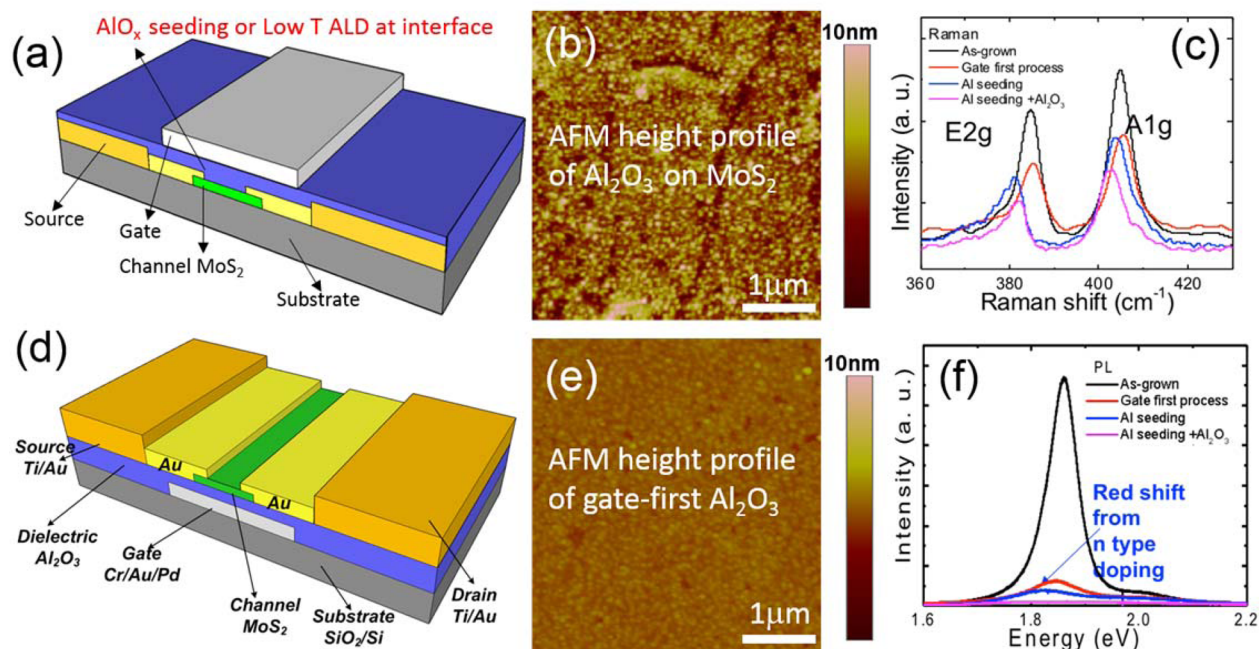 AlOₓ seeding or Low T ALD at interface
(a)
Source
Gate
Channel MoS₂
Substrate
(b)
AFM height profile
of Al₂O₃ on MoS₂
1μm
10nm
(c)
Raman
As-grown
Gate first process
Al seeding
Al seeding +Al₂O₃
E2g
A1g
Intensity (a. u.)
360
380
400
420
Raman shift (cm⁻¹)
(d)
Source
Ti/Au
Au
Au
Dielectric
Al₂O₃
Gate
Cr/Au/Pd
Channel
MoS₂
Substrate
SiO₂/Si
Drain
Ti/Au
(e)
AFM height profile
of gate-first Al₂O₃
1μm
10nm
(f)
PL
As-grown
Gate first process
Al seeding
Al seeding +Al₂O₃
Red shift
from
n type
doping
Intensity (a. u.)
1.6
1.8
2.0
2.2
Energy (eV)